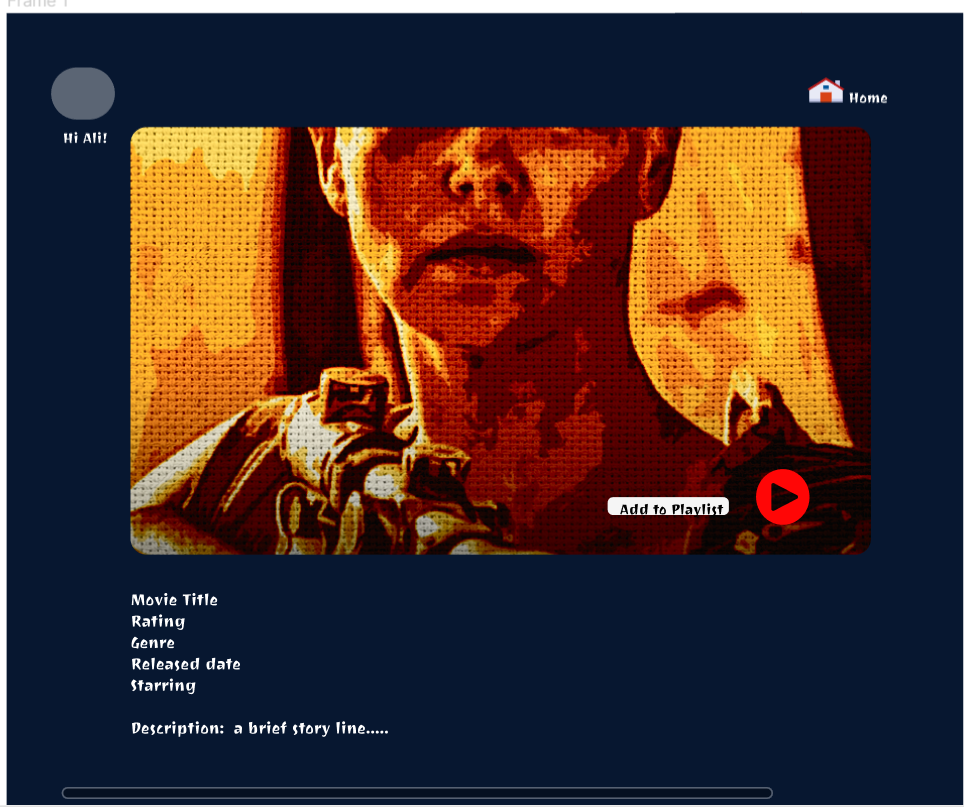 Frame 1
Home
Hi Ali!
Add to Playlist
Movie Title
Rating
Genre
Released date
Starring
Description: a brief story line.....